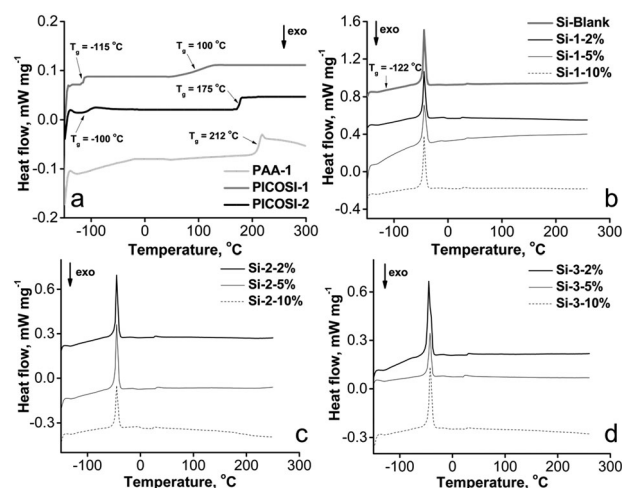 exo
T_g = -115 °C
T_g = 100 °C
T_g = 175 °C
T_g = -100 °C
T_g = 212 °C
PAA-1
PICOSI-1
PICOSI-2
a
Heat flow, mW mg⁻¹
0.2
0.1
0.0
-0.1
-0.2
-100 0 100 200 300
Temperature, °C
exo
Si-Blank
Si-1-2%
Si-1-5%
Si-1-10%
T_g = -122 °C
b
Heat flow, mW mg⁻¹
1.6
1.2
0.8
0.4
0.0
-0.4
-100 0 100 200 300
Temperature, °C
exo
Si-2-2%
Si-2-5%
Si-2-10%
c
Heat flow, mW mg⁻¹
0.6
0.3
0.0
-0.3
-100 0 100 200 300
Temperature, °C
exo
Si-3-2%
Si-3-5%
Si-3-10%
d
Heat flow, mW mg⁻¹
0.6
0.3
0.0
-0.3
-100 0 100 200 300
Temperature, °C